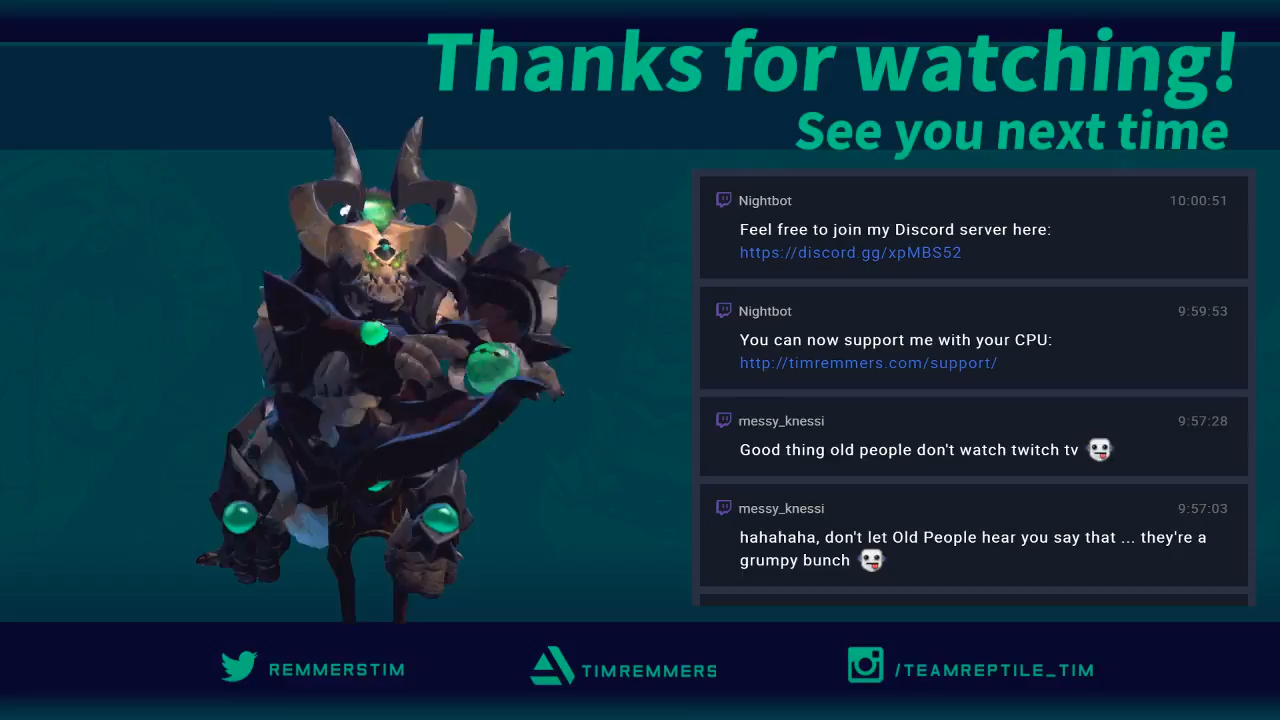 Thanks for watching!
See you next time
Nightbot 10:00:51
Feel free to join my Discord server here:
https://discord.gg/xpMBS52
Nightbot 9:59:53
You can now support me with your CPU:
http://timremmers.com/support/
messy_knessi 9:57:28
Good thing old people don't watch twitch tv
messy_knessi 9:57:03
hahahaha, don't let Old People hear you say that ... they're a
grumpy bunch
REMMERSTIM TIMREMMERS /TEAMREPTILE_TIM